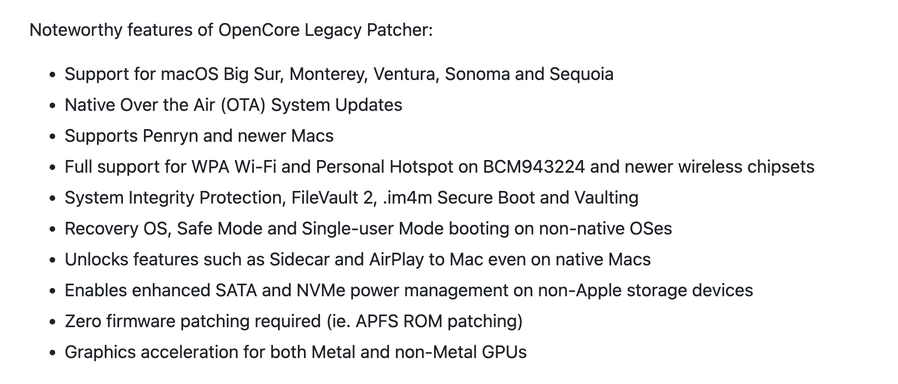 Noteworthy features of OpenCore Legacy Patcher:
• Support for macOS Big Sur, Monterey, Ventura, Sonoma and Sequoia
• Native Over the Air (OTA) System Updates
• Supports Penryn and newer Macs
• Full support for WPA Wi-Fi and Personal Hotspot on BCM943224 and newer wireless chipsets
• System Integrity Protection, FileVault 2, .im4m Secure Boot and Vaulting
• Recovery OS, Safe Mode and Single-user Mode booting on non-native OSes
• Unlocks features such as Sidecar and AirPlay to Mac even on native Macs
• Enables enhanced SATA and NVMe power management on non-Apple storage devices
• Zero firmware patching required (ie. APFS ROM patching)
• Graphics acceleration for both Metal and non-Metal GPUs